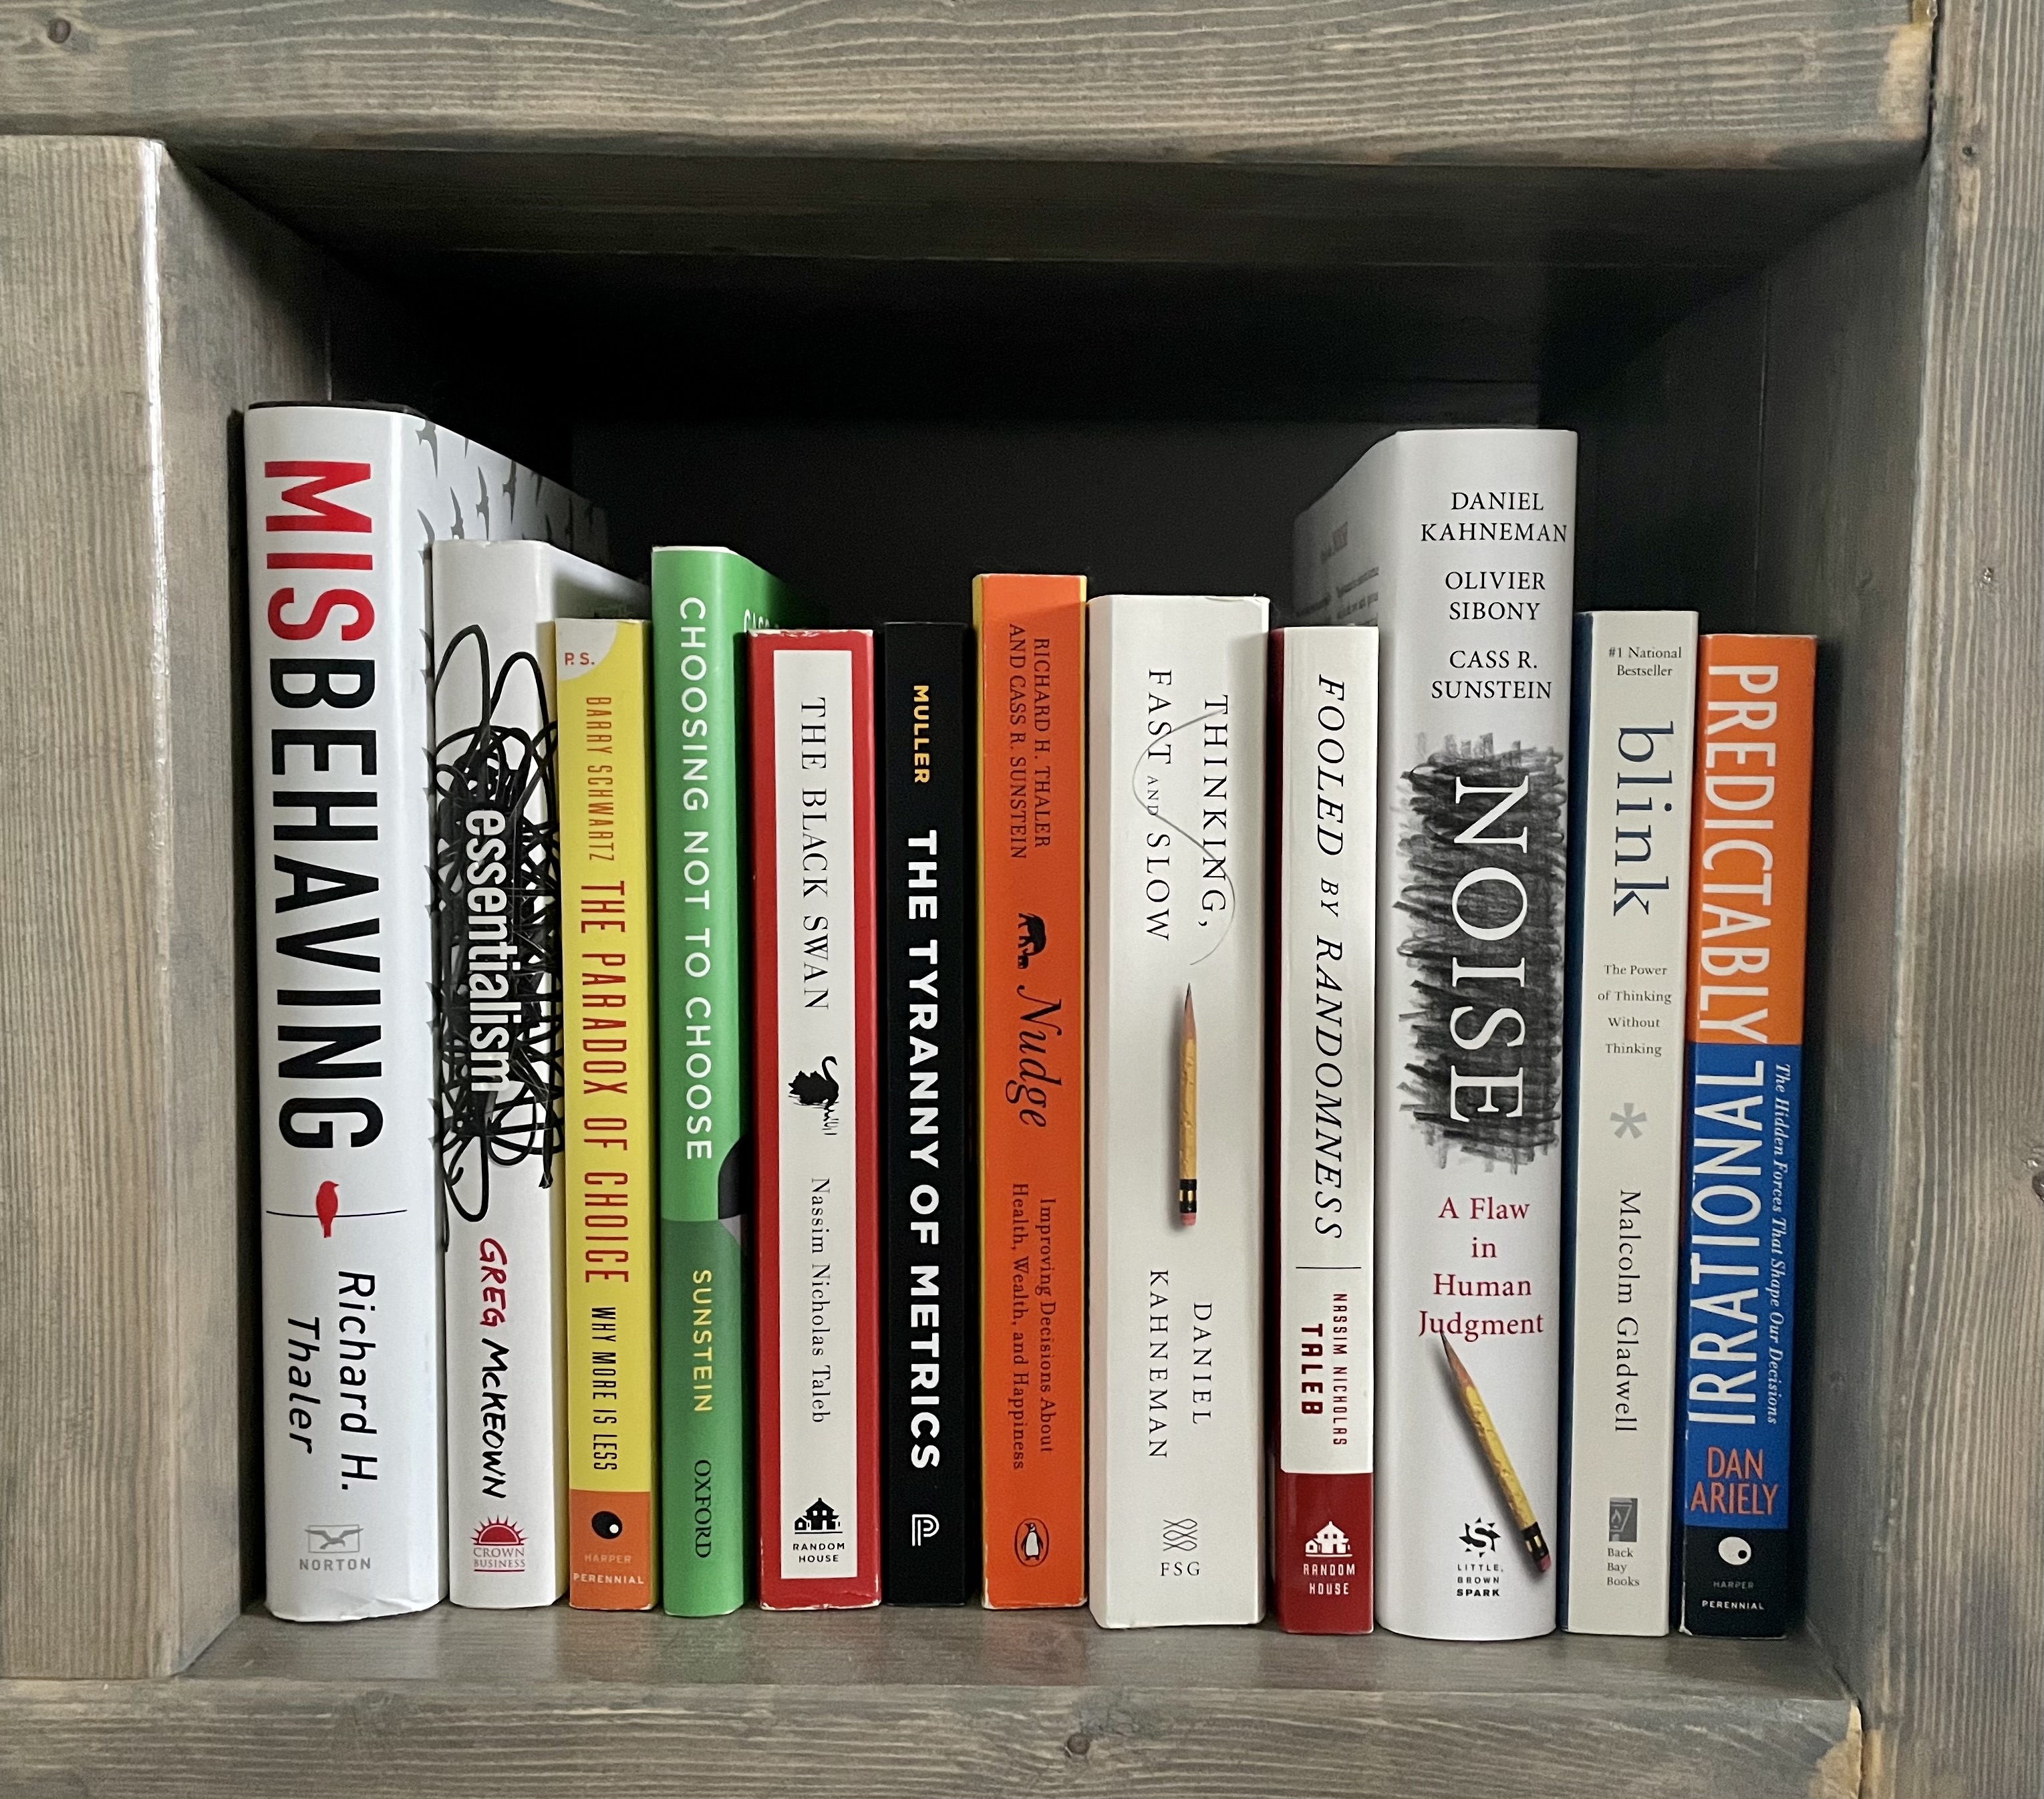 MISBEHAVING
Richard H.
Thaler
NORTON
essentialism
GREG McKEOWN
CROWN
BUSINESS
P.S.
BARRY SCHWARTZ
THE PARADOX OF CHOICE
WHY MORE IS LESS
HARPER
PERENNIAL
CHOOSING NOT TO CHOOSE
SUNSTEIN
OXFORD
THE BLACK SWAN
Nassim Nicholas Taleb
RANDOM
HOUSE
MULLER
THE TYRANNY OF METRICS
RICHARD H. THALER
AND CASS R. SUNSTEIN
Nudge
Improving Decisions About
Health, Wealth, and Happiness
THINKING,
FAST AND SLOW
DANIEL
KAHNEMAN
FSG
FOOLED BY RANDOMNESS
NASSIM NICHOLAS
TALEB
RANDOM
HOUSE
DANIEL
KAHNEMAN
OLIVIER
SIBONY
CASS R.
SUNSTEIN
NOISE
A Flaw
in
Human
Judgment
LITTLE,
BROWN
SPARK
#1 National
Bestseller
blink
The Power
of Thinking
Without
Thinking
*
Malcolm Gladwell
Back
Bay
Books
PREDICTABLY
IRRATIONAL
The Hidden Forces That Shape Our Decisions
DAN
ARIELY
HARPER
PERENNIAL